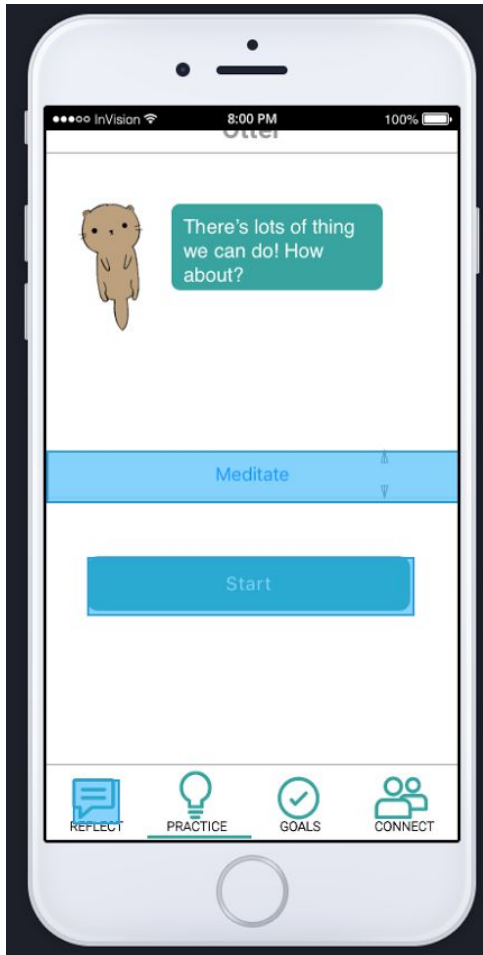 InVision 8:00 PM 100%
Otter
There's lots of thing
we can do! How
about?
Meditate
Start
REFLECT PRACTICE GOALS CONNECT